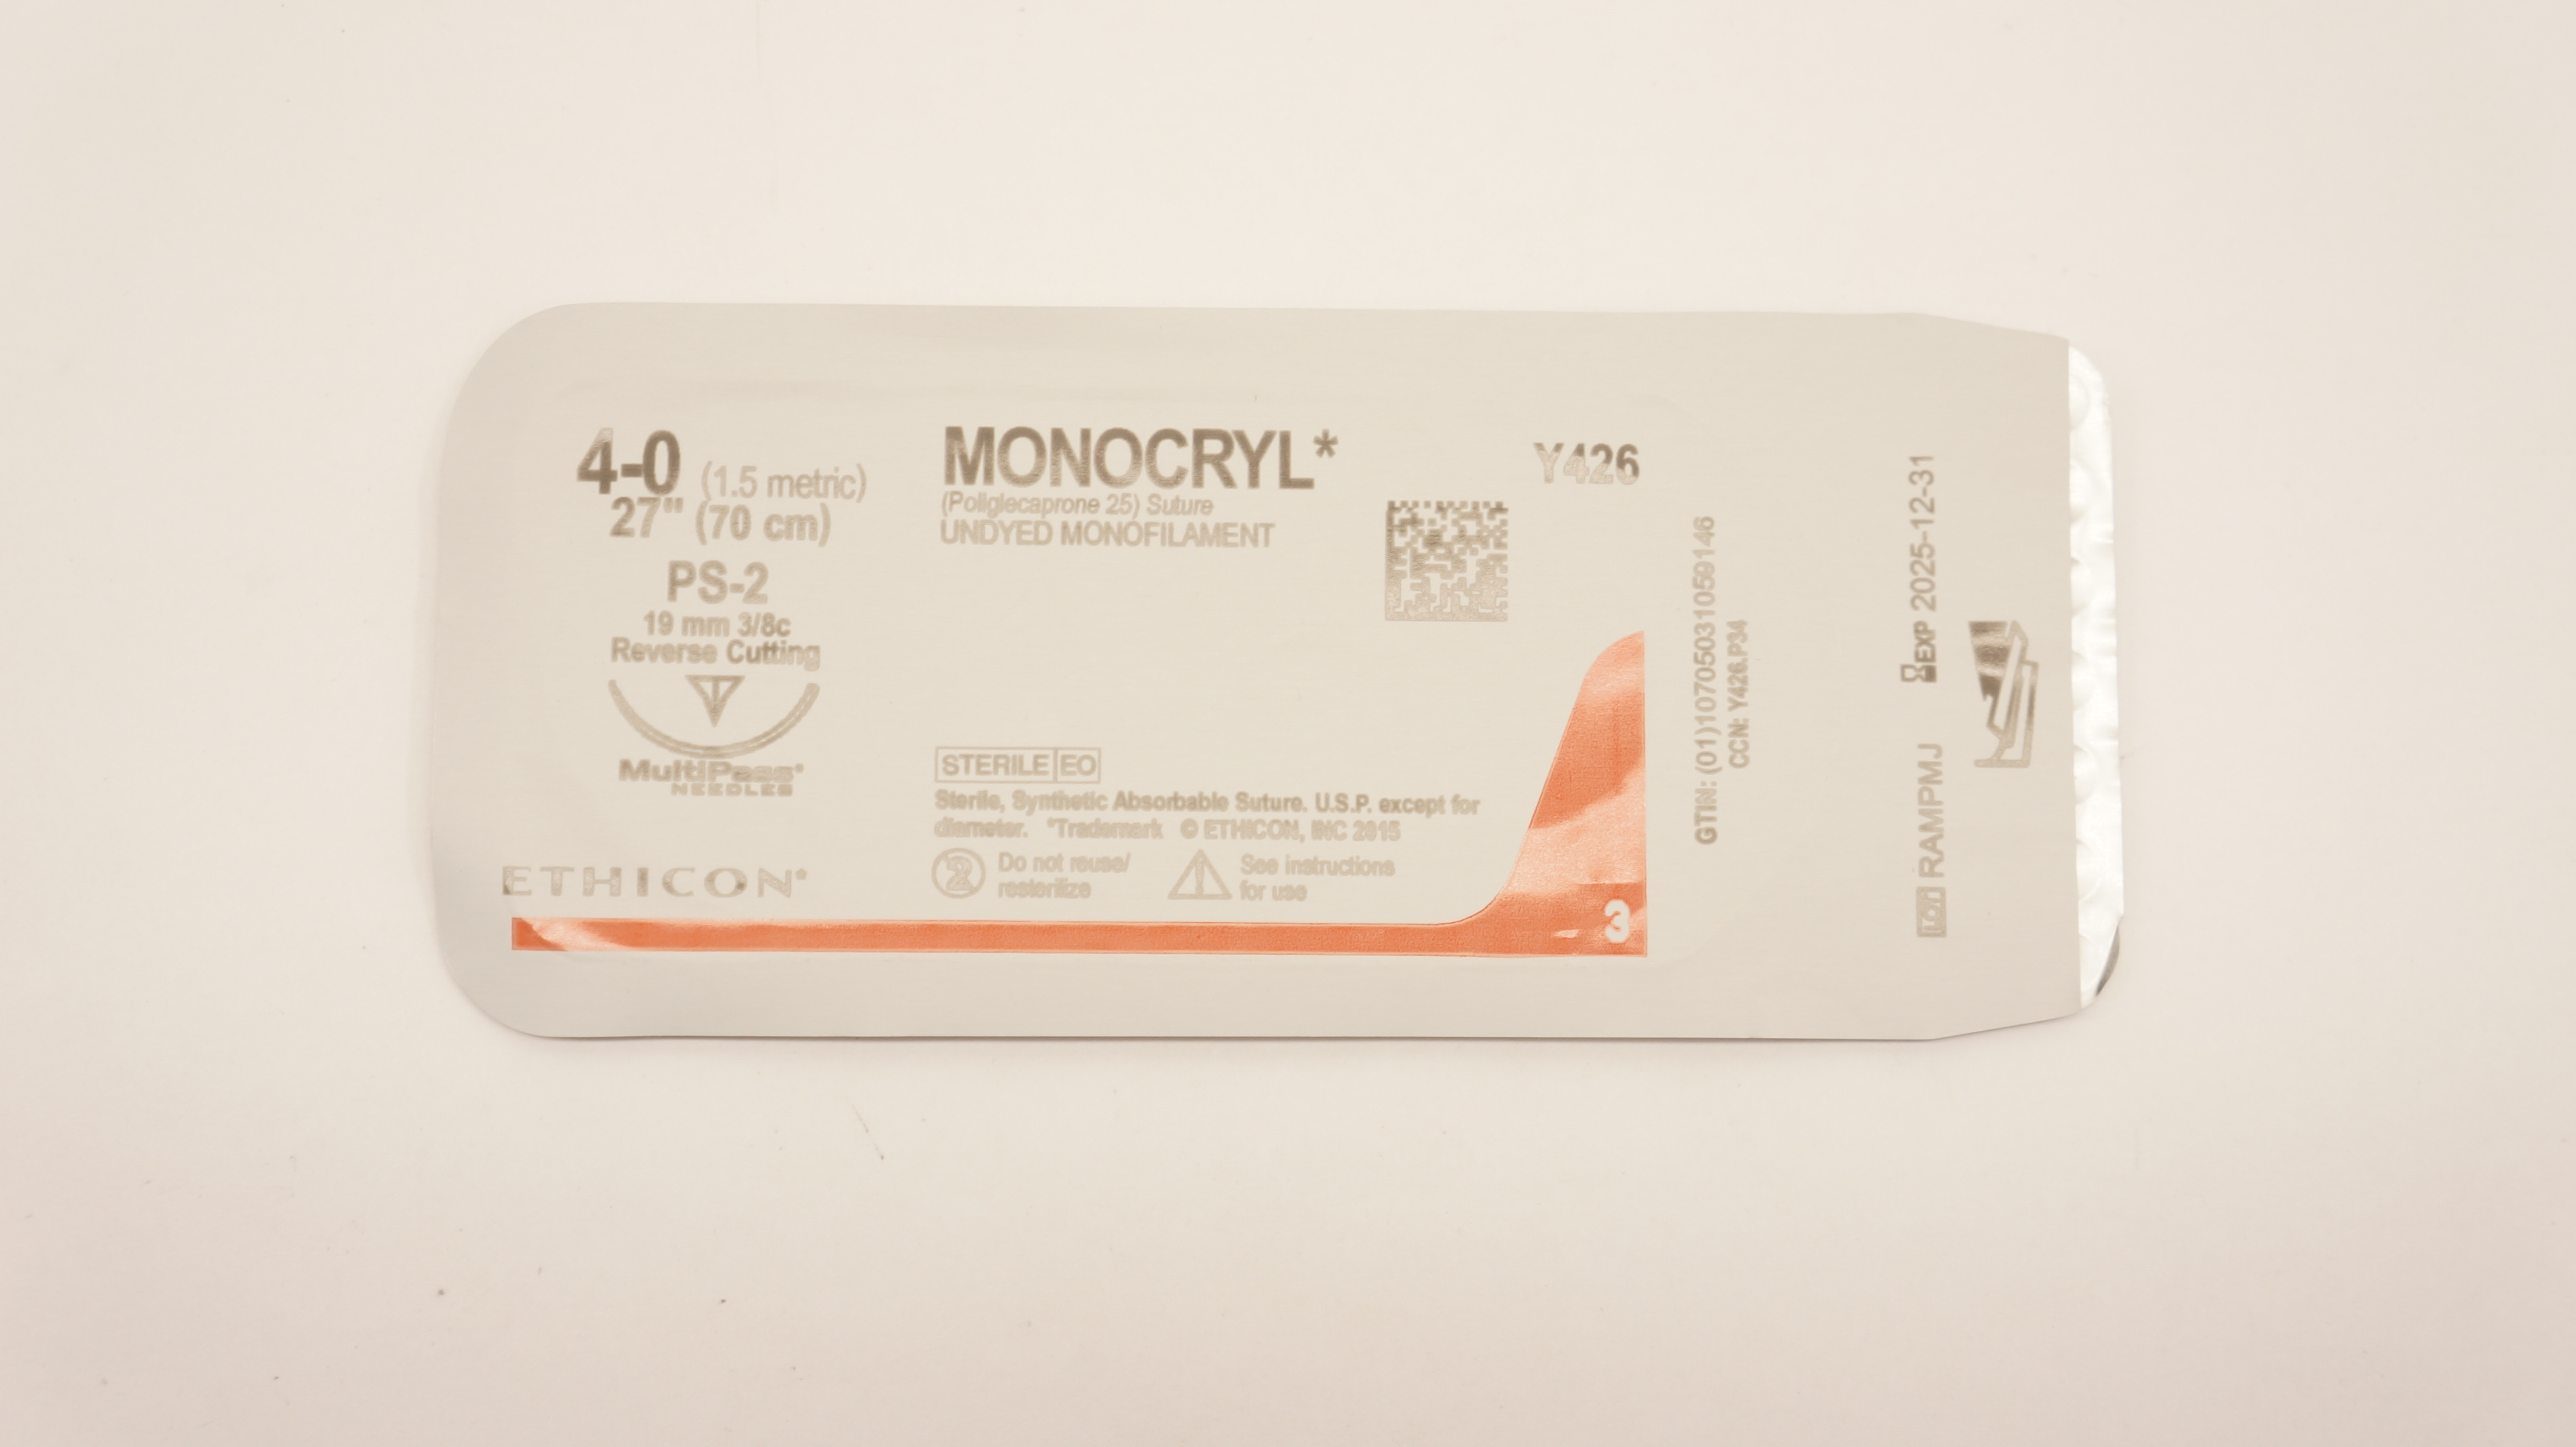 4-0 (1.5 metric)
27" (70 cm)
PS-2
19 mm 3/8c
Reverse Cutting
MultiPass*
NEEDLES
ETHICON*
MONOCRYL*
(Poliglecaprone 25) Suture
UNDYED MONOFILAMENT
Y426
STERILE EO
Sterile, Synthetic Absorbable Suture. U.S.P. except for
diameter. *Trademark © ETHICON, INC 2015
2 Do not reuse/
resterilize
See instructions
for use
3
GTIN: (01)10705031059146
CCN: Y426.P34
EXP 2025-12-31
LOT RAMPMJ